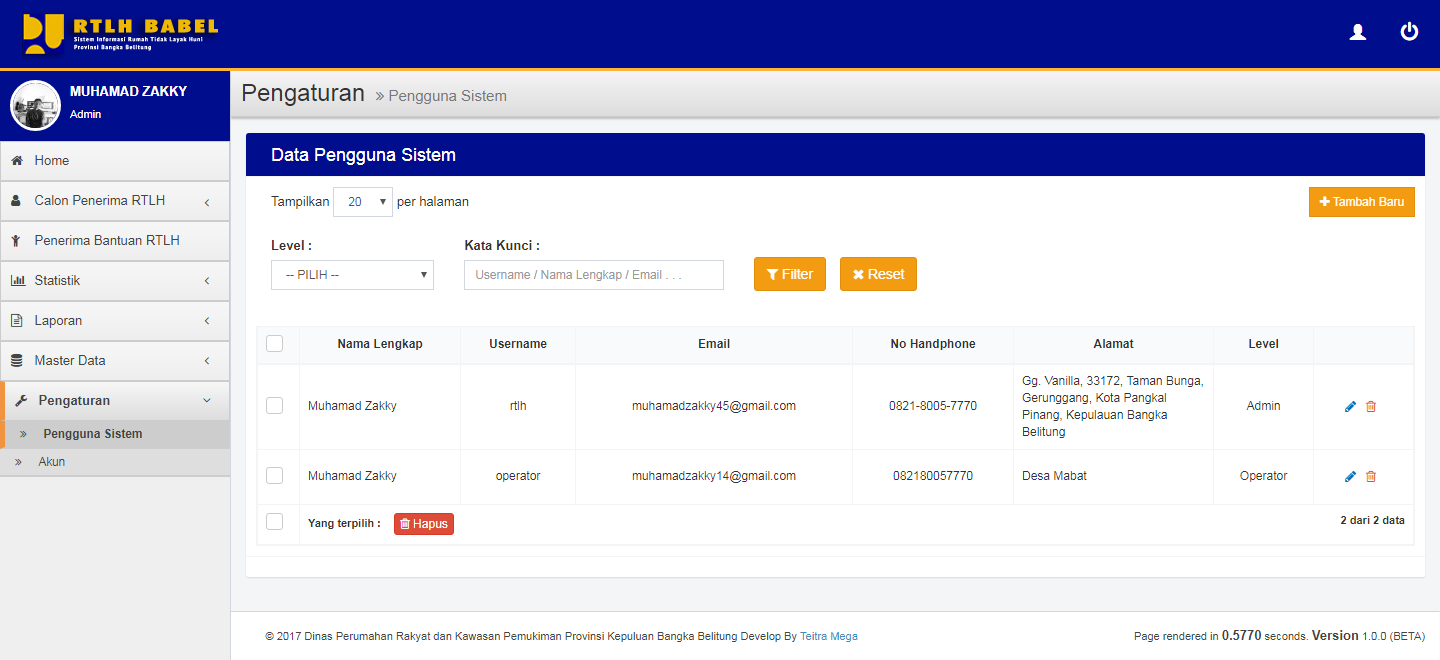 RTLH BABEL
Sistem Informasi Rumah Tidak Layak Huni
Provinsi Bangka Belitung
MUHAMAD ZAKKY
Admin
Home
Calon Penerima RTLH
Penerima Bantuan RTLH
Statistik
Laporan
Master Data
Pengaturan
» Pengguna Sistem
» Akun
Pengaturan » Pengguna Sistem
Data Pengguna Sistem
Tampilkan 20 per halaman
Tambah Baru
Level : Kata Kunci :
-- PILIH -- Username / Nama Lengkap / Email . . . Filter Reset
Nama Lengkap Username Email No Handphone Alamat Level
Muhamad Zakky rtlh muhamadzakky45@gmail.com 0821-8005-7770 Gg. Vanilla, 33172, Taman Bunga,
Gerunggang, Kota Pangkal
Pinang, Kepulauan Bangka
Belitung
Admin
Muhamad Zakky operator muhamadzakky14@gmail.com 082180057770 Desa Mabat Operator
Yang terpilih : Hapus 2 dari 2 data
© 2017 Dinas Perumahan Rakyat dan Kawasan Pemukiman Provinsi Kepuluan Bangka Belitung Develop By Teitra Mega
Page rendered in 0.5770 seconds. Version 1.0.0 (BETA)